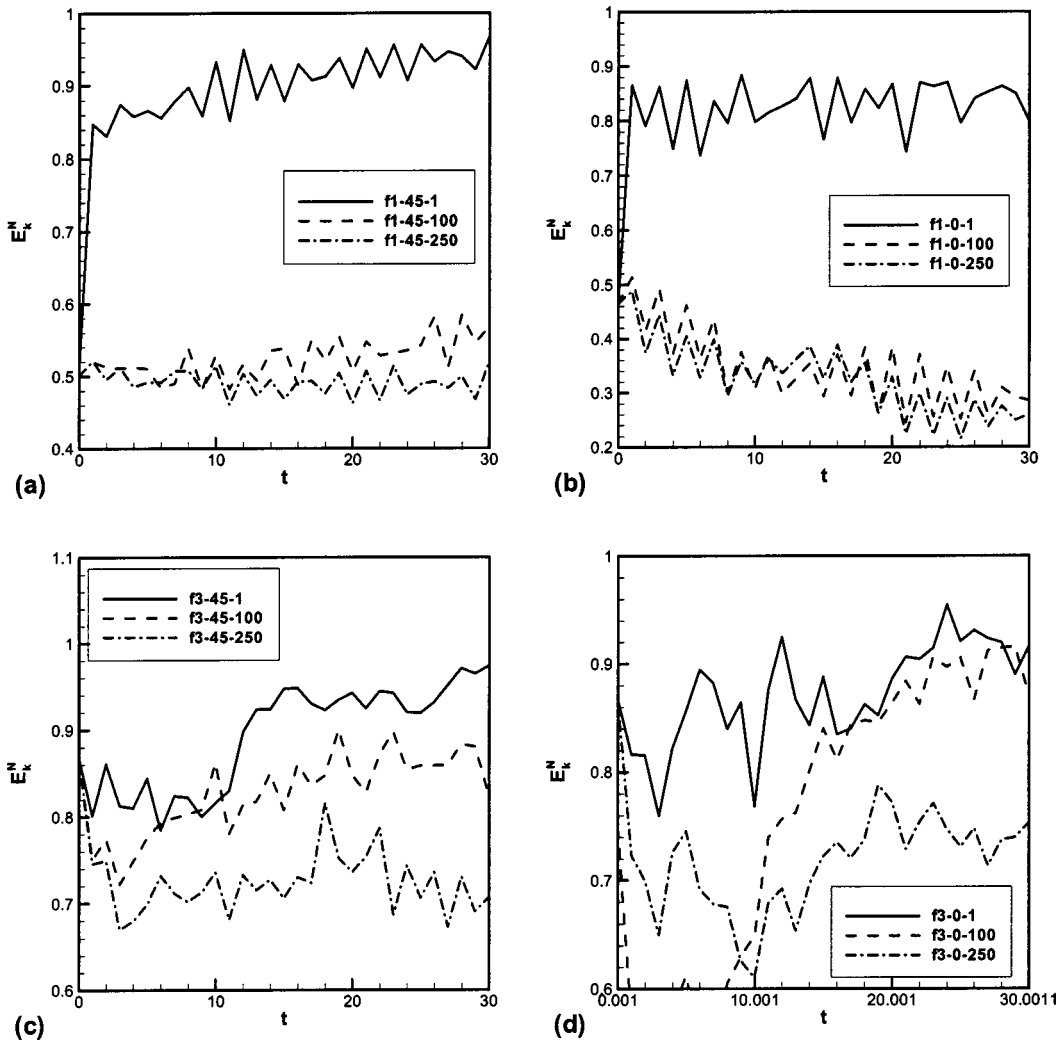 1
0.9
0.8
0.7
0.6
0.5
0.4
E_k^N
f1-45-1
f1-45-100
f1-45-250
0 10 20 30
t
(a)
1
0.9
0.8
0.7
0.6
0.5
0.4
0.3
0.2
E_k^N
f1-0-1
f1-0-100
f1-0-250
0 10 20 30
t
(b)
1.1
1
0.9
0.8
0.7
0.6
E_k^N
f3-45-1
f3-45-100
f3-45-250
0 10 20 30
t
(c)
1
0.9
0.8
0.7
0.6
E_k^N
f3-0-1
f3-0-100
f3-0-250
0.001 10.001 20.001 30.0011
t
(d)